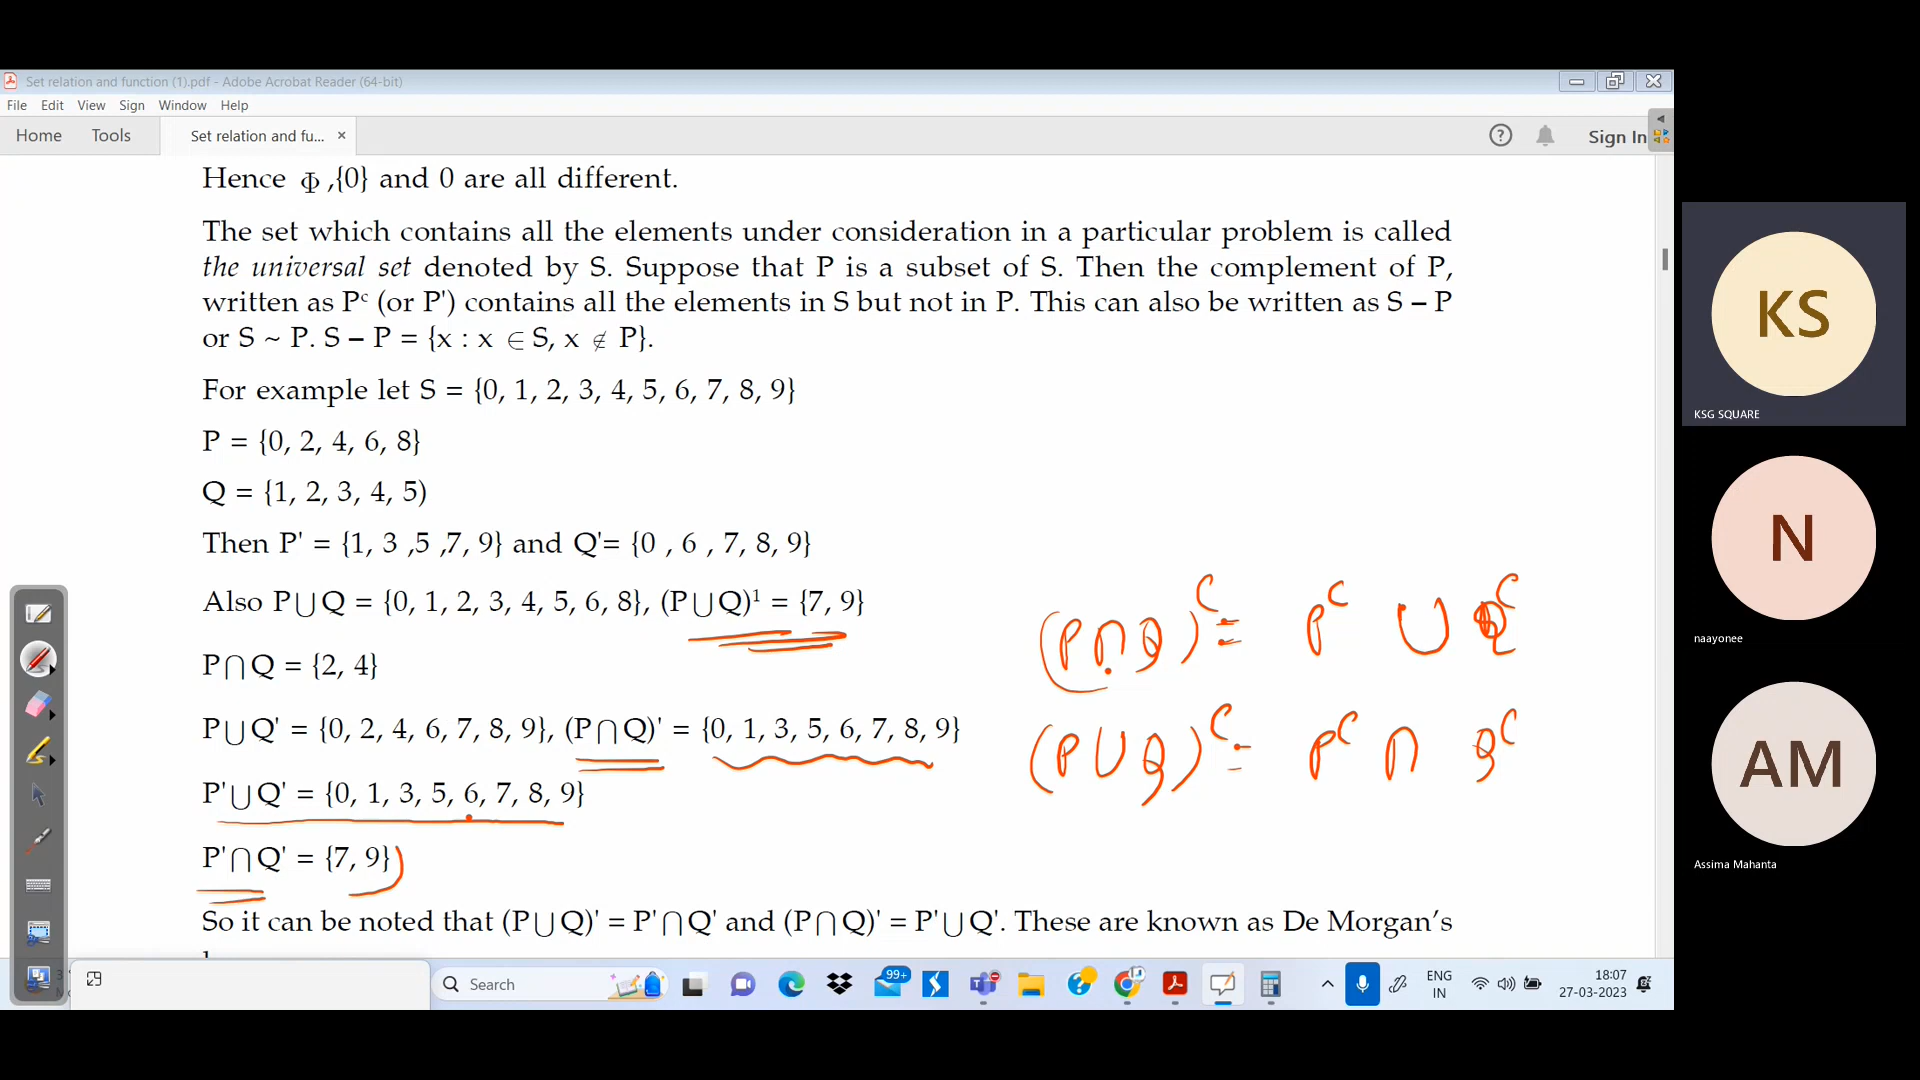 Set relation and function (1).pdf - Adobe Acrobat Reader (64-bit)
File Edit View Sign Window Help
Home Tools Set relation and fu... × Sign In
Hence Φ ,{0} and 0 are all different.
The set which contains all the elements under consideration in a particular problem is called
the universal set denoted by S. Suppose that P is a subset of S. Then the complement of P,
written as Pᶜ (or P') contains all the elements in S but not in P. This can also be written as S – P
or S ~ P. S – P = {x : x ∈ S, x ∉ P}.
For example let S = {0, 1, 2, 3, 4, 5, 6, 7, 8, 9}
P = {0, 2, 4, 6, 8}
Q = {1, 2, 3, 4, 5)
Then P' = {1, 3 ,5 ,7, 9} and Q'= {0 , 6 , 7, 8, 9}
Also P⋃Q = {0, 1, 2, 3, 4, 5, 6, 8}, (P⋃Q)¹ = {7, 9}
(P∩Q)ᶜ = Pᶜ ∪ Qᶜ
P⋂Q = {2, 4}
P⋃Q' = {0, 2, 4, 6, 7, 8, 9}, (P⋂Q)' = {0, 1, 3, 5, 6, 7, 8, 9}
(P∪Q)ᶜ = Pᶜ ∩ Qᶜ
P'⋃Q' = {0, 1, 3, 5, 6, 7, 8, 9}
P'⋂Q' = {7, 9}
So it can be noted that (P⋃Q)' = P'⋂Q' and (P⋂Q)' = P'⋃Q'. These are known as De Morgan's
Search
99+
ENG
IN
18:07
27-03-2023
KS
KSG SQUARE
N
naayonee
AM
Assima Mahanta